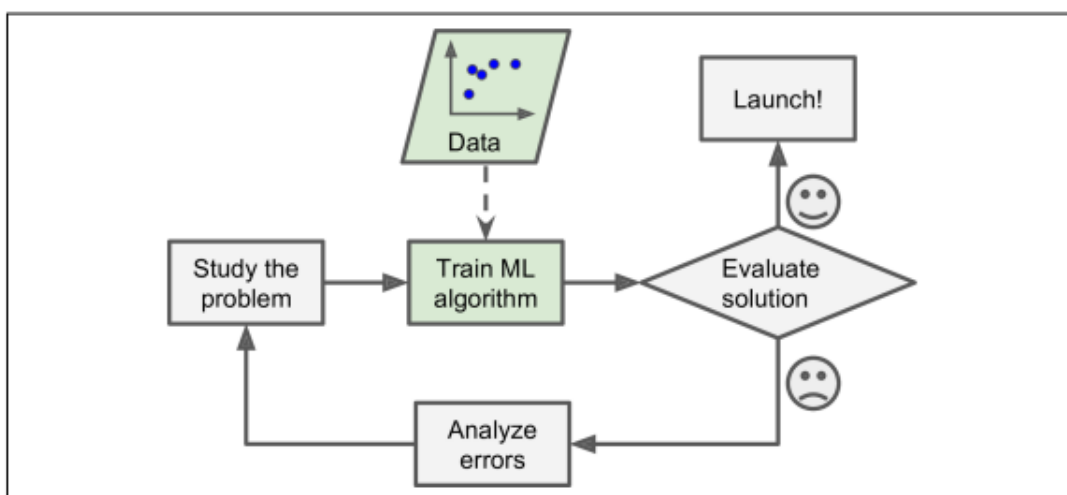 Data
Launch!
Study the
problem
Train ML
algorithm
Evaluate
solution
Analyze
errors